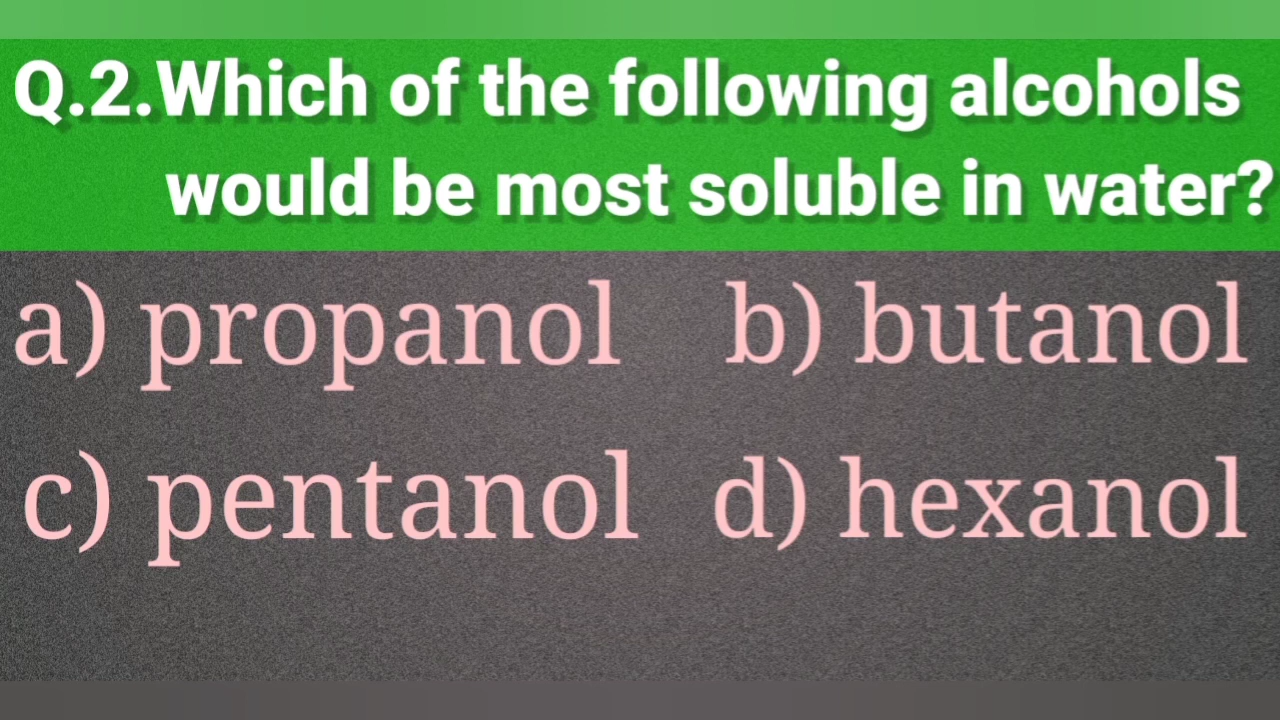 Q.2.Which of the following alcohols
would be most soluble in water?
a) propanol b) butanol
c) pentanol d) hexanol